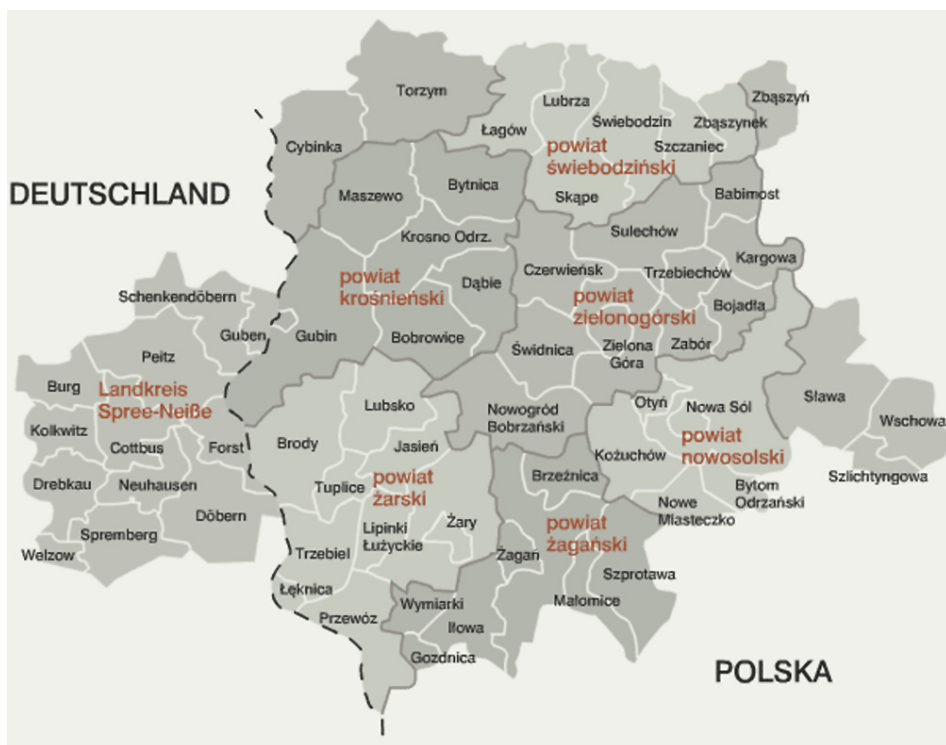 Torzym
Zbąszyń
Lubrza
Łagów
Świebodzin
Zbąszynek
Cybinka
powiat
świebodziński
Szczaniec
DEUTSCHLAND
Maszewo
Bytnica
Skąpe
Babimost
Krosno Odrz.
Sulechów
Kargowa
powiat
krośnieński
Dąbie
Czerwieńsk
Trzebiechów
Schenkendöbern
powiat
zielonogórski
Bojadła
Guben
Gubin
Bobrowice
Peitz
Świdnica
Zielona
Góra
Zabór
Burg
Landkreis
Spree-Neiße
Lubsko
Nowogród
Bobrzański
Otyń
Nowa Sól
Sława
Wschowa
Kolkwitz
Cottbus
Forst
Brody
Jasień
powiat
nowosolski
Kożuchów
Drebkau
Neuhausen
Tuplice
powiat
żarski
Brzeźnica
Szlichtyngowa
Bytom
Odrzański
Nowe
Miasteczko
Döbern
Spremberg
Lipinki
Łużyckie
Żary
powiat
żagański
Welzow
Trzebiel
Żagań
Szprotawa
Łęknica
Przewóz
Wymiarki
Małomice
Iłowa
Gozdnica
POLSKA